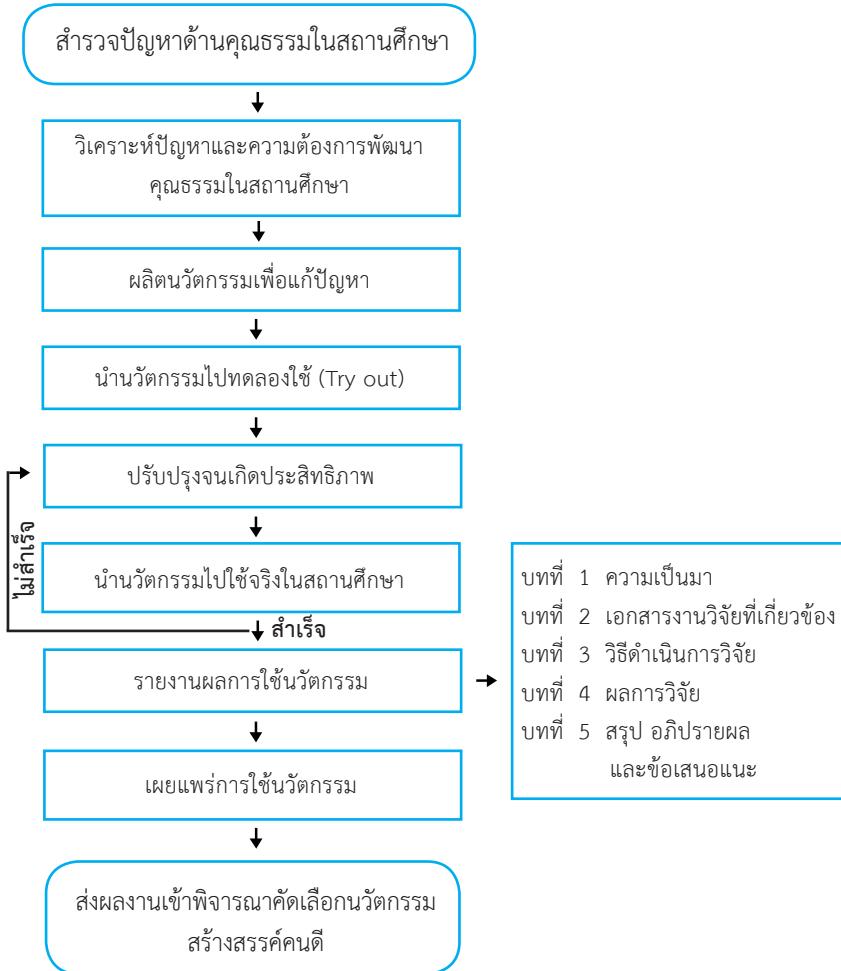 สำรวจปัญหาด้านคุณธรรมในสถานศึกษา
วิเคราะห์ปัญหาและความต้องการพัฒนา
คุณธรรมในสถานศึกษา
ผลิตนวัตกรรมเพื่อแก้ปัญหา
นำนวัตกรรมไปทดลองใช้ (Try out)
ปรับปรุงจนเกิดประสิทธิภาพ
ไม่สำเร็จ
นำนวัตกรรมไปใช้จริงในสถานศึกษา
สำเร็จ
รายงานผลการใช้นวัตกรรม
บทที่ 1 ความเป็นมา
บทที่ 2 เอกสารงานวิจัยที่เกี่ยวข้อง
บทที่ 3 วิธีดำเนินการวิจัย
บทที่ 4 ผลการวิจัย
บทที่ 5 สรุป อภิปรายผล
และข้อเสนอแนะ
เผยแพร่การใช้นวัตกรรม
ส่งผลงานเข้าพิจารณาคัดเลือกนวัตกรรม
สร้างสรรค์คนดี